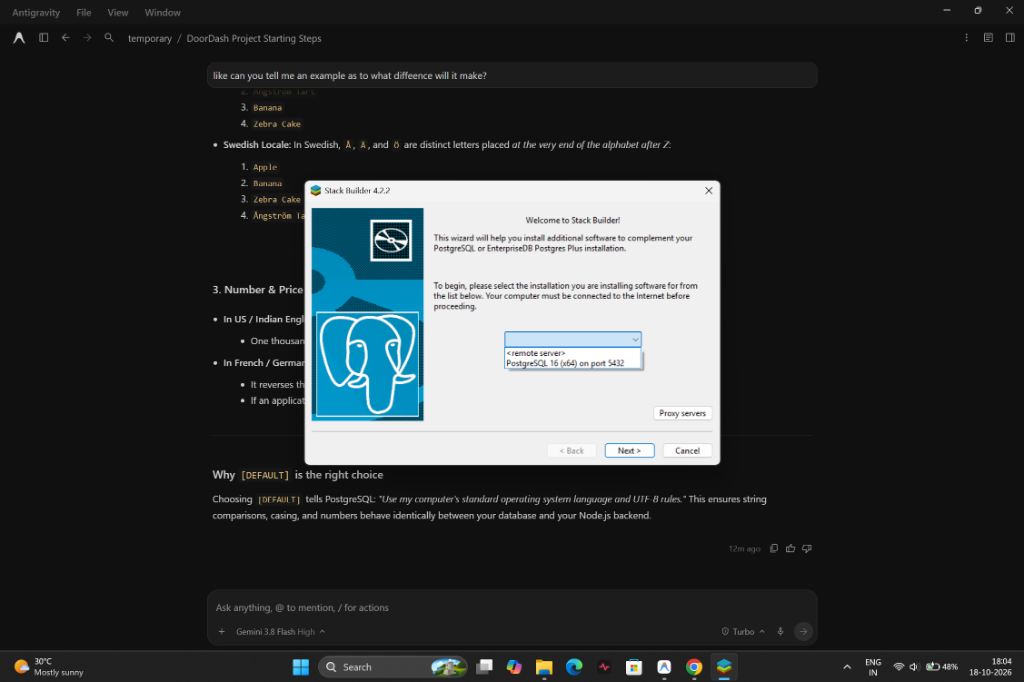 Antigravity File View Window
temporary / DoorDash Project Starting Steps
like can you tell me an example as to what diffeence will it make?
2. Ångström Tart
3. Banana
4. Zebra Cake
• Swedish Locale: In Swedish, Å, Ä, and Ö are distinct letters placed at the very end of the alphabet after Z:
1. Apple
2. Banana
3. Zebra Cake
4. Ångström Ta
3. Number & Price
• In US / Indian Engl
• One thousan
• In French / German
• It reverses th
• If an applicat
Stack Builder 4.2.2
Welcome to Stack Builder!
This wizard will help you install additional software to complement your
PostgreSQL or EnterpriseDB Postgres Plus installation.
To begin, please select the installation you are installing software for from
the list below. Your computer must be connected to the Internet before
proceeding.
<remote server>
PostgreSQL 16 (x64) on port 5432
Proxy servers
< Back Next > Cancel
Why [DEFAULT] is the right choice
Choosing [DEFAULT] tells PostgreSQL: "Use my computer's standard operating system language and UTF-8 rules." This ensures string
comparisons, casing, and numbers behave identically between your database and your Node.js backend.
12m ago
Ask anything, @ to mention, / for actions
+ Gemini 3.8 Flash High
Turbo
30°C
Mostly sunny
Search
ENG
IN
48%
18:04
18-10-2026